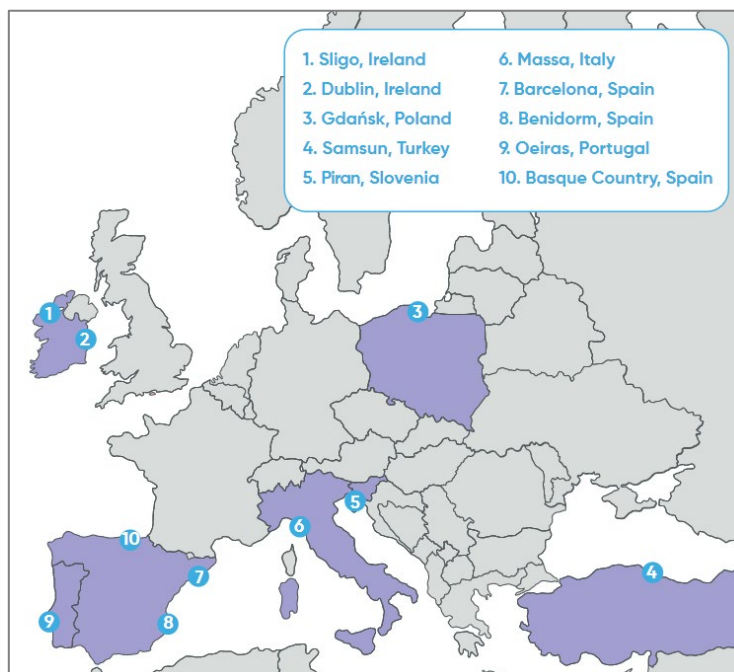 1. Sligo, Ireland
2. Dublin, Ireland
3. Gdańsk, Poland
4. Samsun, Turkey
5. Piran, Slovenia
6. Massa, Italy
7. Barcelona, Spain
8. Benidorm, Spain
9. Oeiras, Portugal
10. Basque Country, Spain
1
2
3
5
6
10
7
4
9
8